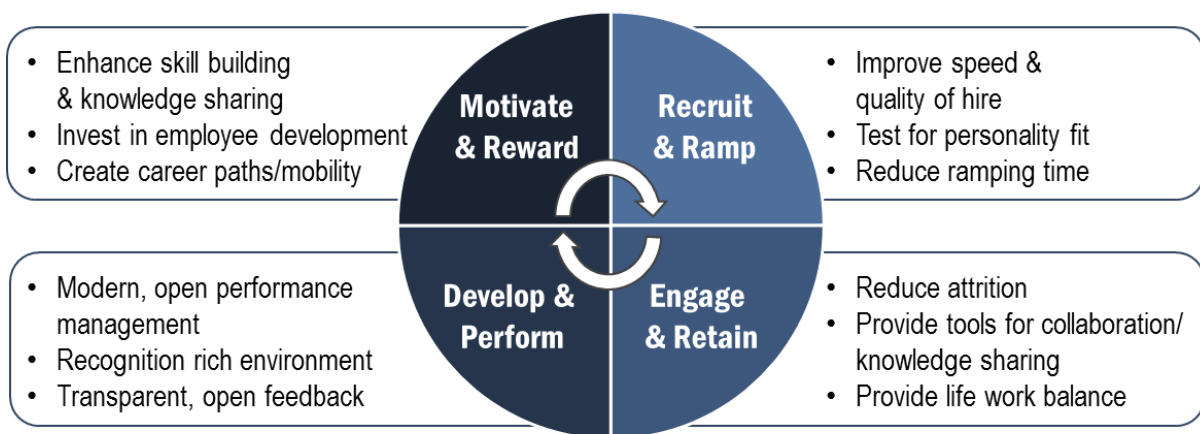 • Enhance skill building
& knowledge sharing
• Invest in employee development
• Create career paths/mobility
Motivate
& Reward
Recruit
& Ramp
• Improve speed &
quality of hire
• Test for personality fit
• Reduce ramping time
• Modern, open performance
management
• Recognition rich environment
• Transparent, open feedback
Develop &
Perform
Engage
& Retain
• Reduce attrition
• Provide tools for collaboration/
knowledge sharing
• Provide life work balance